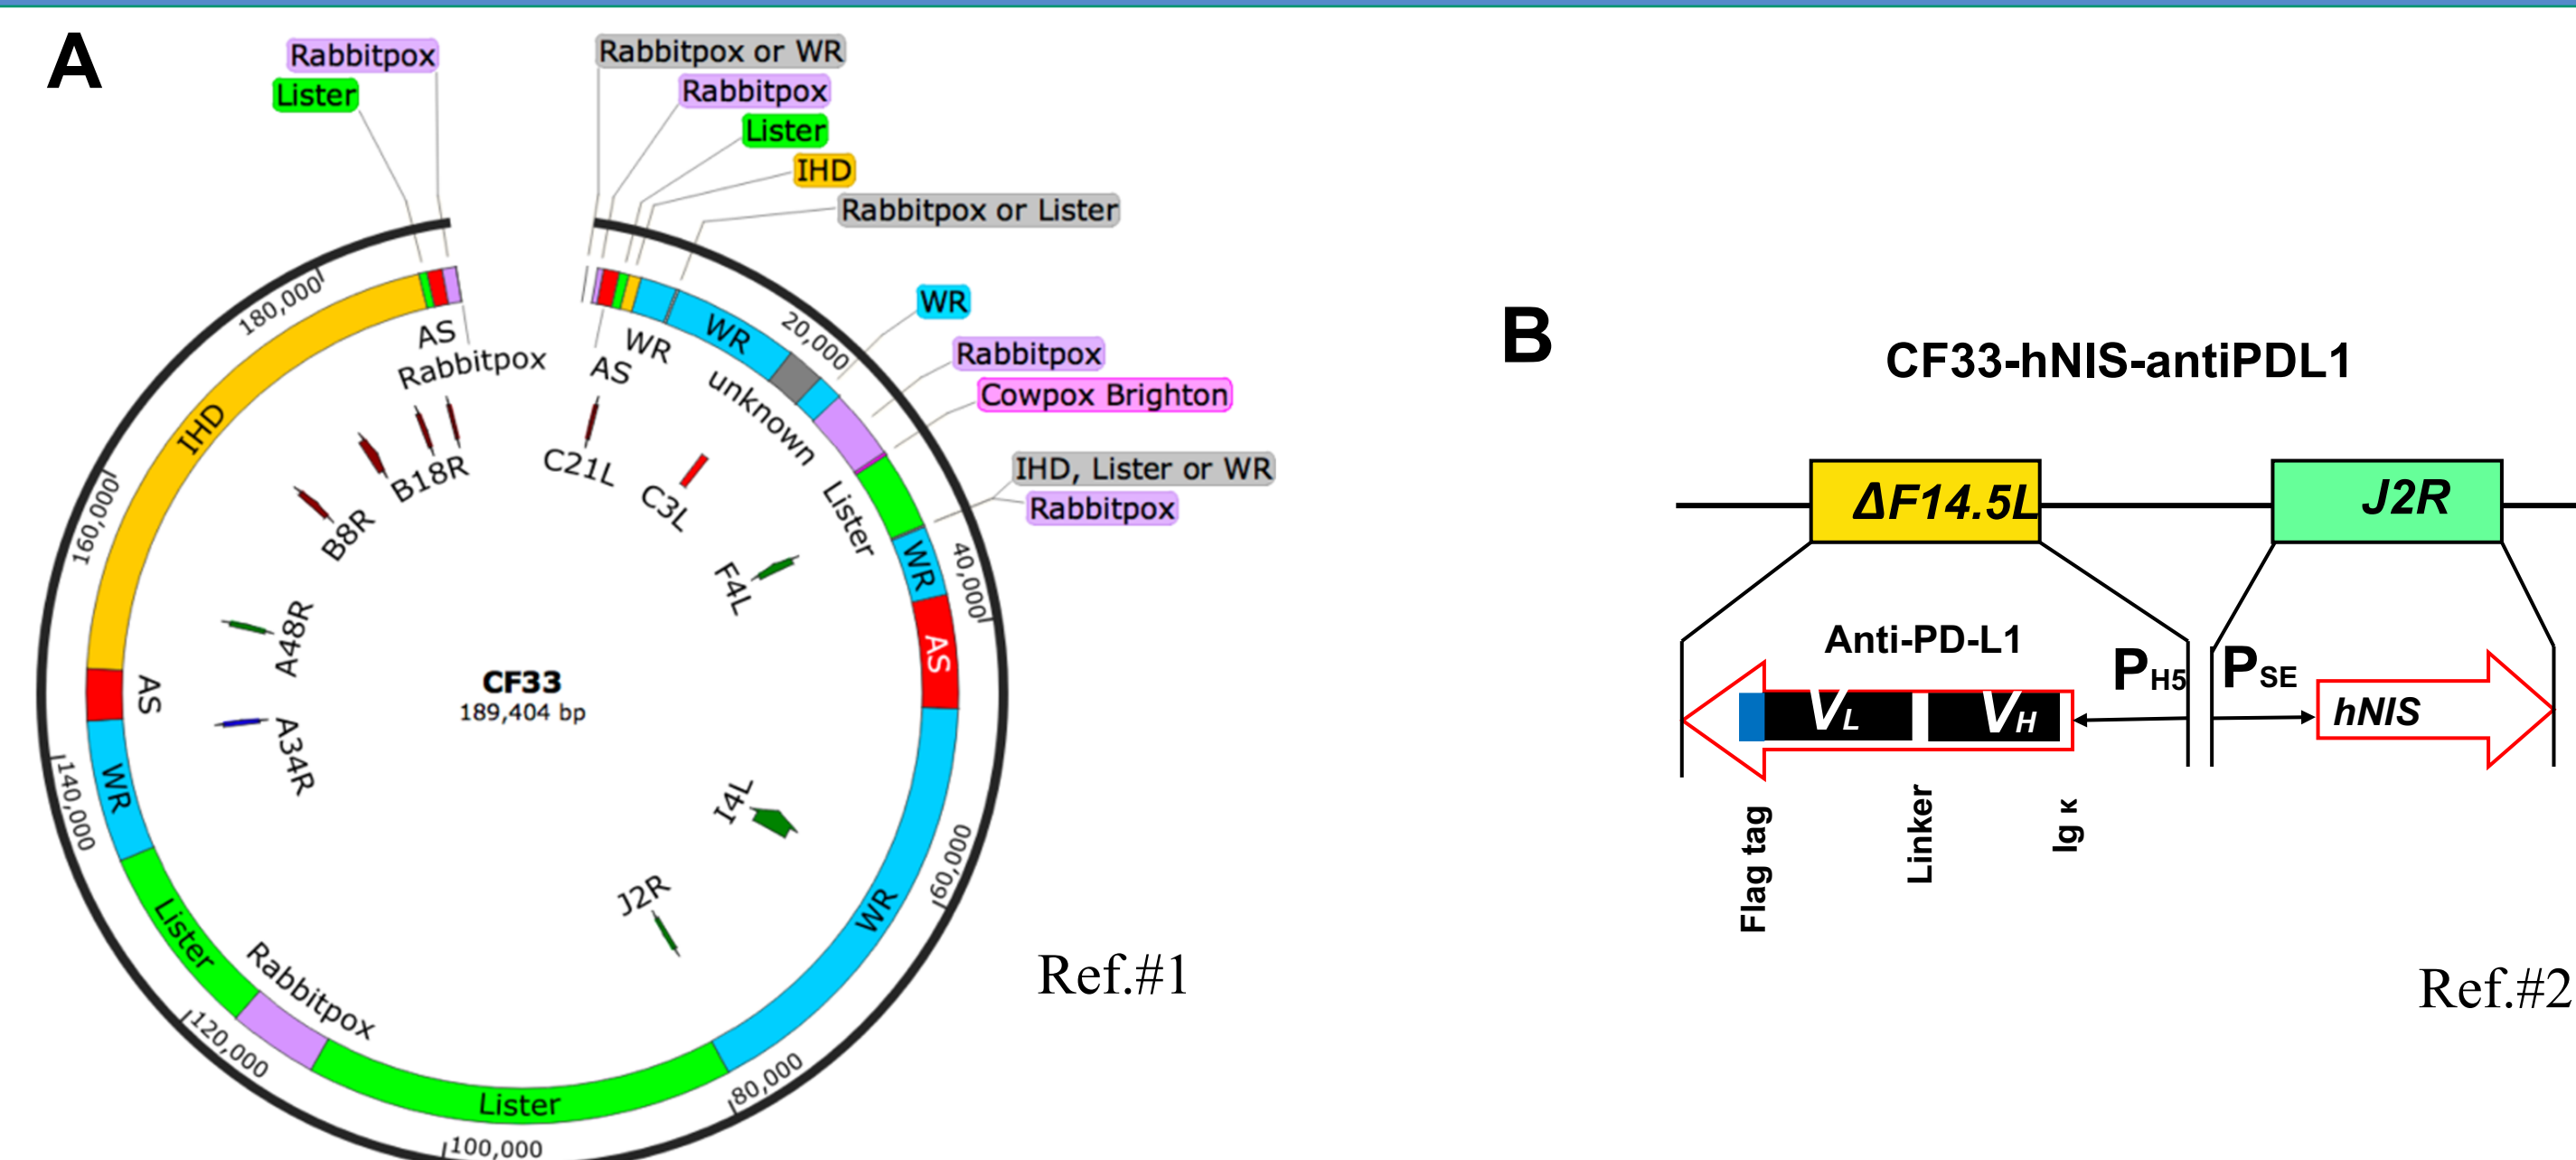 A
Rabbitpox
Lister
Rabbitpox or WR
Rabbitpox
Lister
IHD
Rabbitpox or Lister
WR
Rabbitpox
Cowpox Brighton
IHD, Lister or WR
Rabbitpox
180,000
20,000
40,000
60,000
80,000
100,000
120,000
140,000
160,000
AS
Rabbitpox
AS
WR
WR
unknown
Lister
WR
AS
WR
Lister
Rabbitpox
Lister
WR
AS
IHD
C21L
C3L
F4L
I4L
J2R
A34R
A48R
B8R
B18R
CF33
189,404 bp
Ref.#1
B
CF33-hNIS-antiPDL1
ΔF14.5L
J2R
Anti-PD-L1
PH5
PSE
VL
VH
hNIS
Flag tag
Linker
Ig κ
Ref.#2